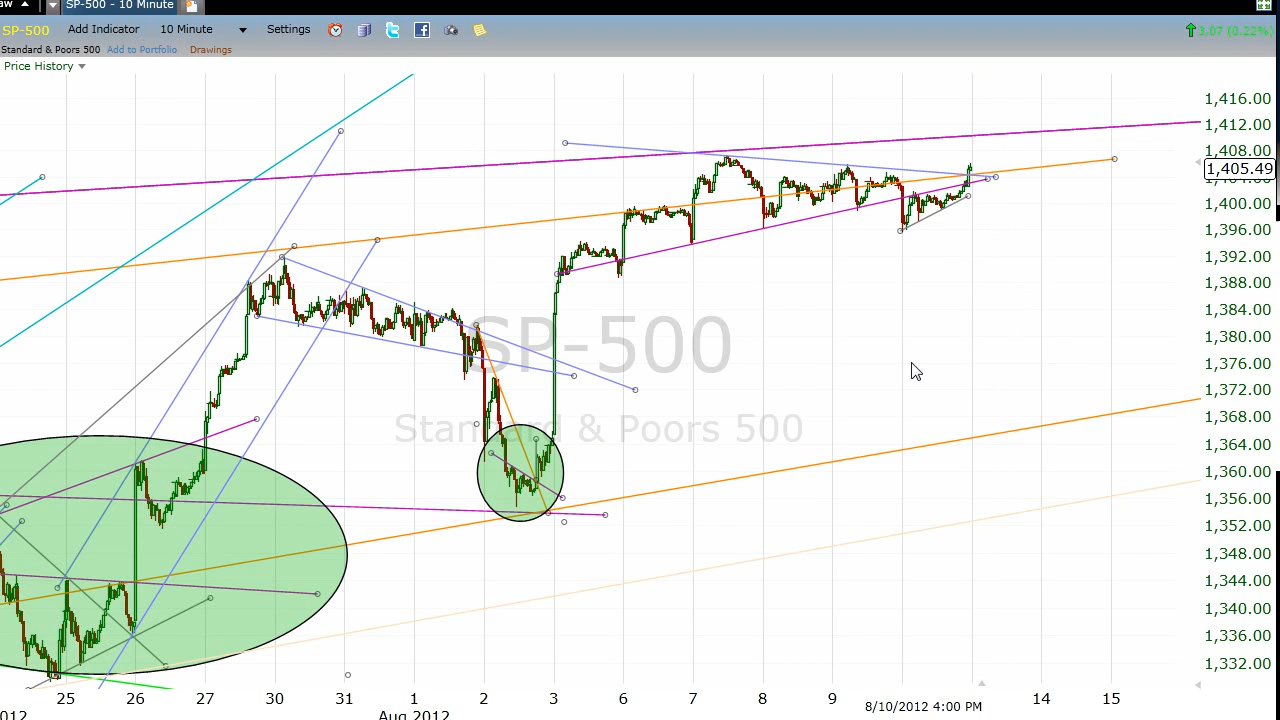 aw SP-500 - 10 Minute
SP-500 Add Indicator 10 Minute Settings 3.07 (0.22%)
Standard & Poors 500 Add to Portfolio Drawings
Price History
1,416.00
1,412.00
1,408.00
1,405.49
1,400.00
1,396.00
1,392.00
1,388.00
1,384.00
1,380.00
1,376.00
1,372.00
1,368.00
1,364.00
1,360.00
1,356.00
1,352.00
1,348.00
1,344.00
1,340.00
1,336.00
1,332.00
SP-500
Standard & Poors 500
25 26 27 30 31 1 2 3 6 7 8 9 14 15
8/10/2012 4:00 PM
2012 Aug 2012